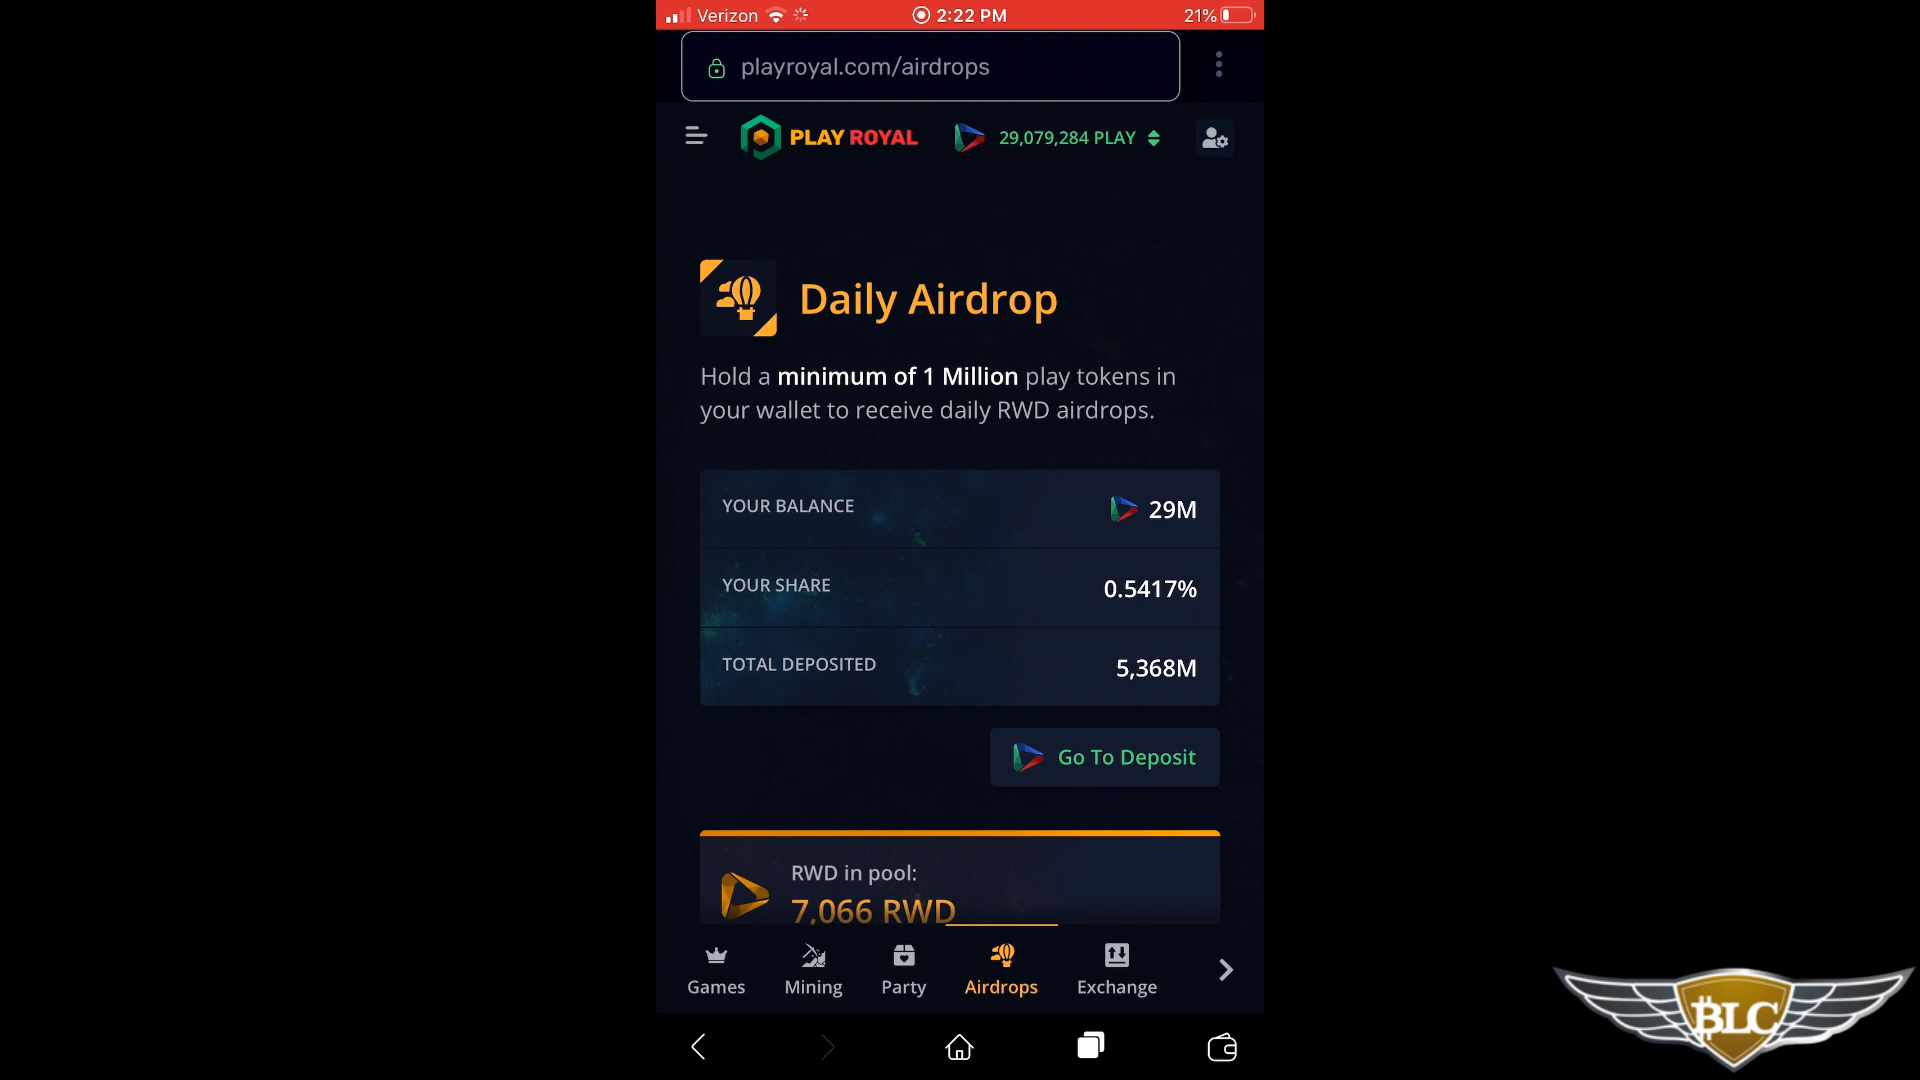 Verizon 2:22 PM 21%
playroyal.com/airdrops
PLAY ROYAL 29,079,284 PLAY
Daily Airdrop
Hold a minimum of 1 Million play tokens in
your wallet to receive daily RWD airdrops.
YOUR BALANCE 29M
YOUR SHARE 0.5417%
TOTAL DEPOSITED 5,368M
Go To Deposit
RWD in pool:
7,066 RWD
Games Mining Party Airdrops Exchange
BLC